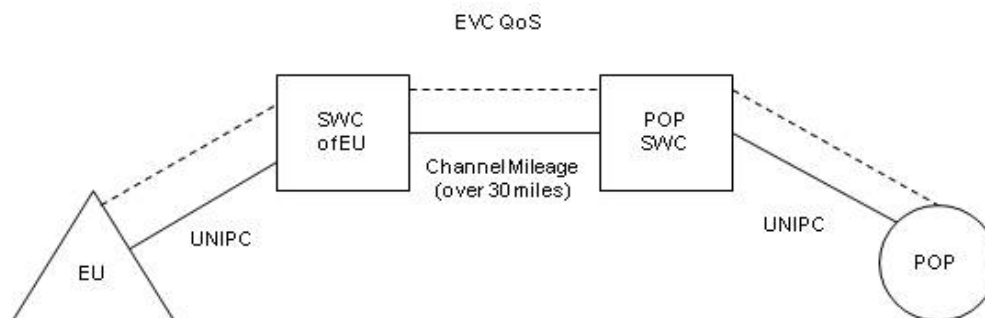 EVC QoS
SWC
of EU
POP
SWC
Channel Mileage
(over 30 miles)
UNIPC
UNIPC
EU
POP